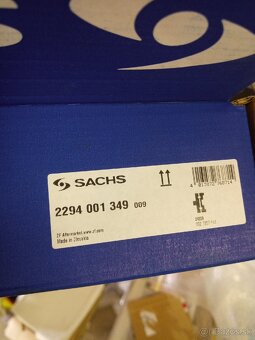 SACHS
2294 001 349 009
ZF Aftermarket www.zf.com
Made in Slovakia